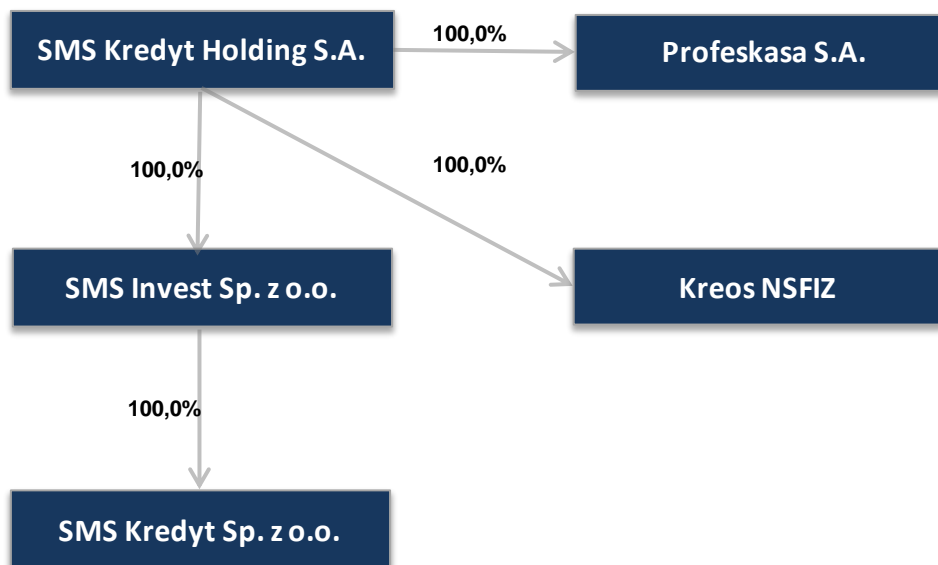 SMS Kredyt Holding S.A.
100,0%
Profeskasa S.A.
100,0%
100,0%
SMS Invest Sp. z o.o.
Kreos NSFIZ
100,0%
SMS Kredyt Sp. z o.o.